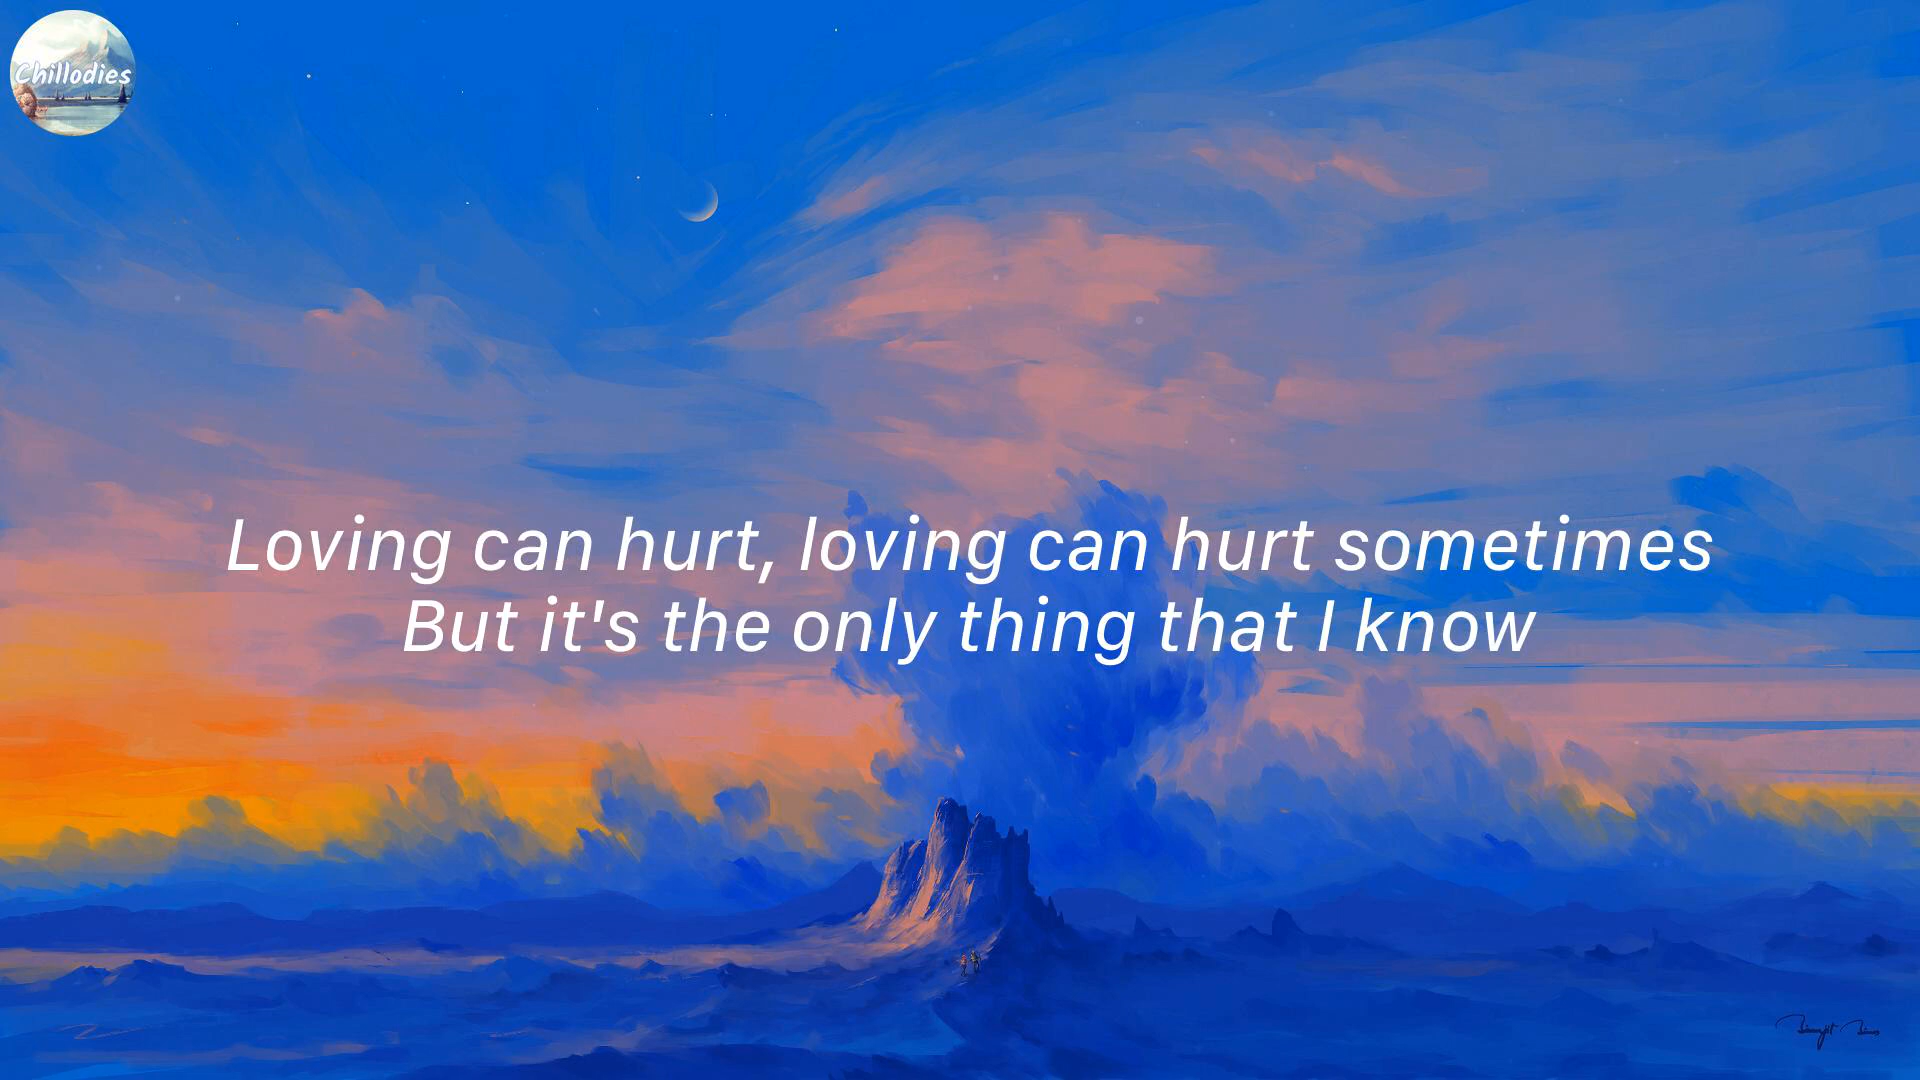 Chillodies
Loving can hurt, loving can hurt sometimes
But it's the only thing that I know